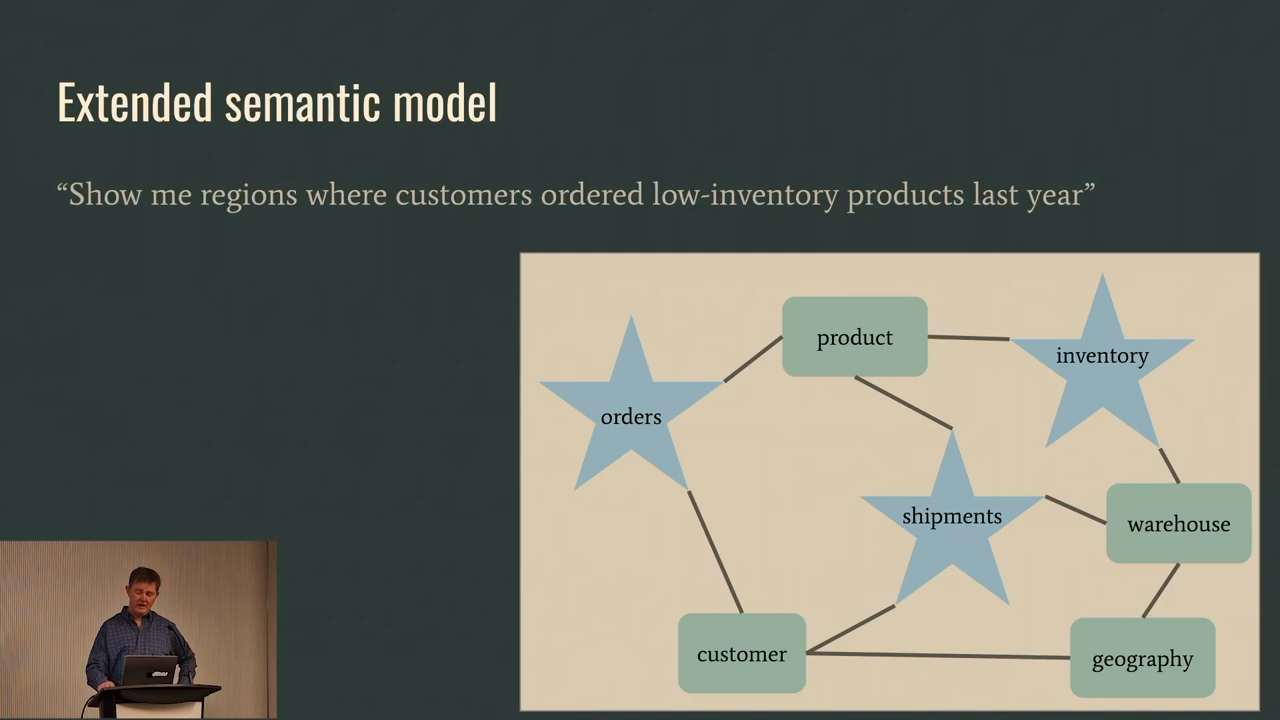 Extended semantic model
“Show me regions where customers ordered low-inventory products last year”
product
inventory
orders
shipments
warehouse
customer
geography